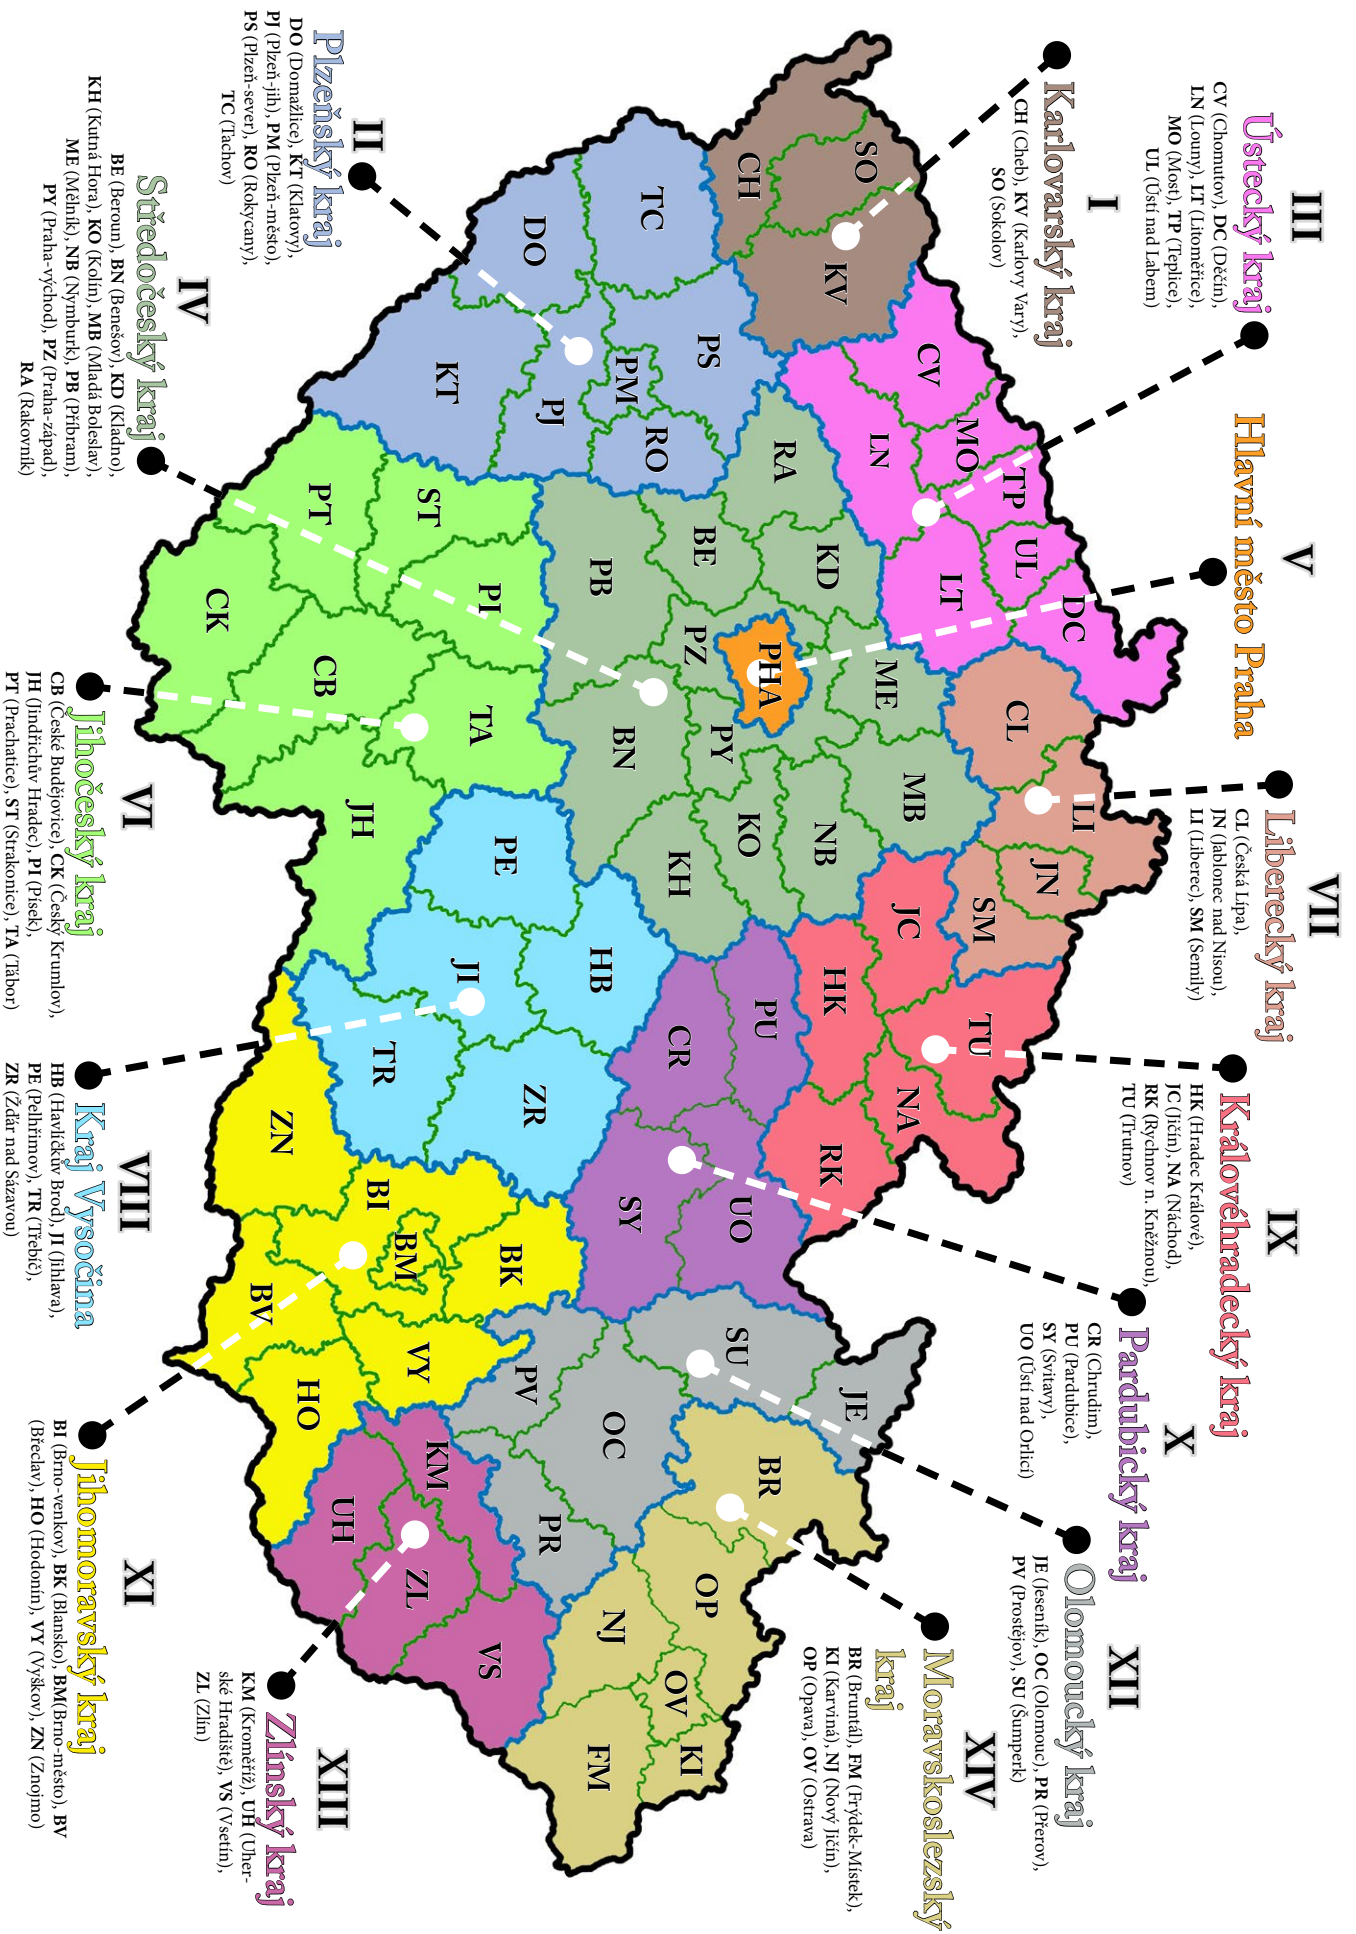 III
Ústecký kraj
CV (Chomutov), DC (Děčín),
LN (Louny), LT (Litoměřice),
MO (Most), TP (Teplice),
UL (Ústí nad Labem)
V
Hlavní město Praha
VII
Liberecký kraj
CL (Česká Lípa),
JN (Jablonec nad Nisou),
LI (Liberec), SM (Semily)
IX
Královéhradecký kraj
HK (Hradec Králové),
JC (Jičín), NA (Náchod),
RK (Rychnov n. Kněžnou),
TU (Trutnov)
X
Pardubický kraj
CR (Chrudim),
PU (Pardubice),
SY (Svitavy),
UO (Ústí nad Orlicí)
XII
Olomoucký kraj
JE (Jeseník), OC (Olomouc), PR (Přerov),
PV (Prostějov), SU (Šumperk)
XIV
Moravskoslezský
kraj
BR (Bruntál), FM (Frýdek-Místek),
KI (Karviná), NJ (Nový Jičín),
OP (Opava), OV (Ostrava)
I
Karlovarský kraj
CH (Cheb), KV (Karlovy Vary),
SO (Sokolov)
SO
CH
KV
CV
MO
TP
UL
DC
LN
LT
CL
LI
JN
SM
TU
JC
NA
HK
RK
TC
DO
PS
PM
RO
PJ
KT
RA
KD
BE
PB
PZ
PHA
ME
PY
BN
MB
NB
KO
KH
PU
CR
UO
SY
SU
JE
PV
OC
PR
BR
OP
NJ
OV
KI
FM
PT
ST
PI
CK
CB
TA
JH
PE
HB
JI
TR
ZR
ZN
BI
BM
BK
BV
VY
HO
KM
UH
ZL
VS
II
Plzeňský kraj
DO (Domažlice), KT (Klatovy),
PJ (Plzeň-jih), PM (Plzeň-město),
PS (Plzeň-sever), RO (Rokycany),
TC (Tachov)
IV
Středočeský kraj
BE (Beroun), BN (Benešov), KD (Kladno),
KH (Kutná Hora), KO (Kolín), MB (Mladá Boleslav),
ME (Mělník), NB (Nymburk), PB (Příbram),
PY (Praha-východ), PZ (Praha-západ),
RA (Rakovník)
VI
Jihočeský kraj
CB (České Budějovice), CK (Český Krumlov),
JH (Jindřichův Hradec), PI (Písek),
PT (Prachatice), ST (Strakonice), TA (Tábor)
VIII
Kraj Vysočina
HB (Havlíčkův Brod), JI (Jihlava),
PE (Pelhřimov), TR (Třebíč),
ZR (Žďár nad Sázavou)
XI
Jihomoravský kraj
BI (Brno-venkov), BK (Blansko), BM(Brno-město), BV
(Břeclav), HO (Hodonín), VY (Vyškov), ZN (Znojmo)
XIII
Zlínský kraj
KM (Kroměříž), UH (Uher-
ské Hradiště), VS (Vsetín),
ZL (Zlín)